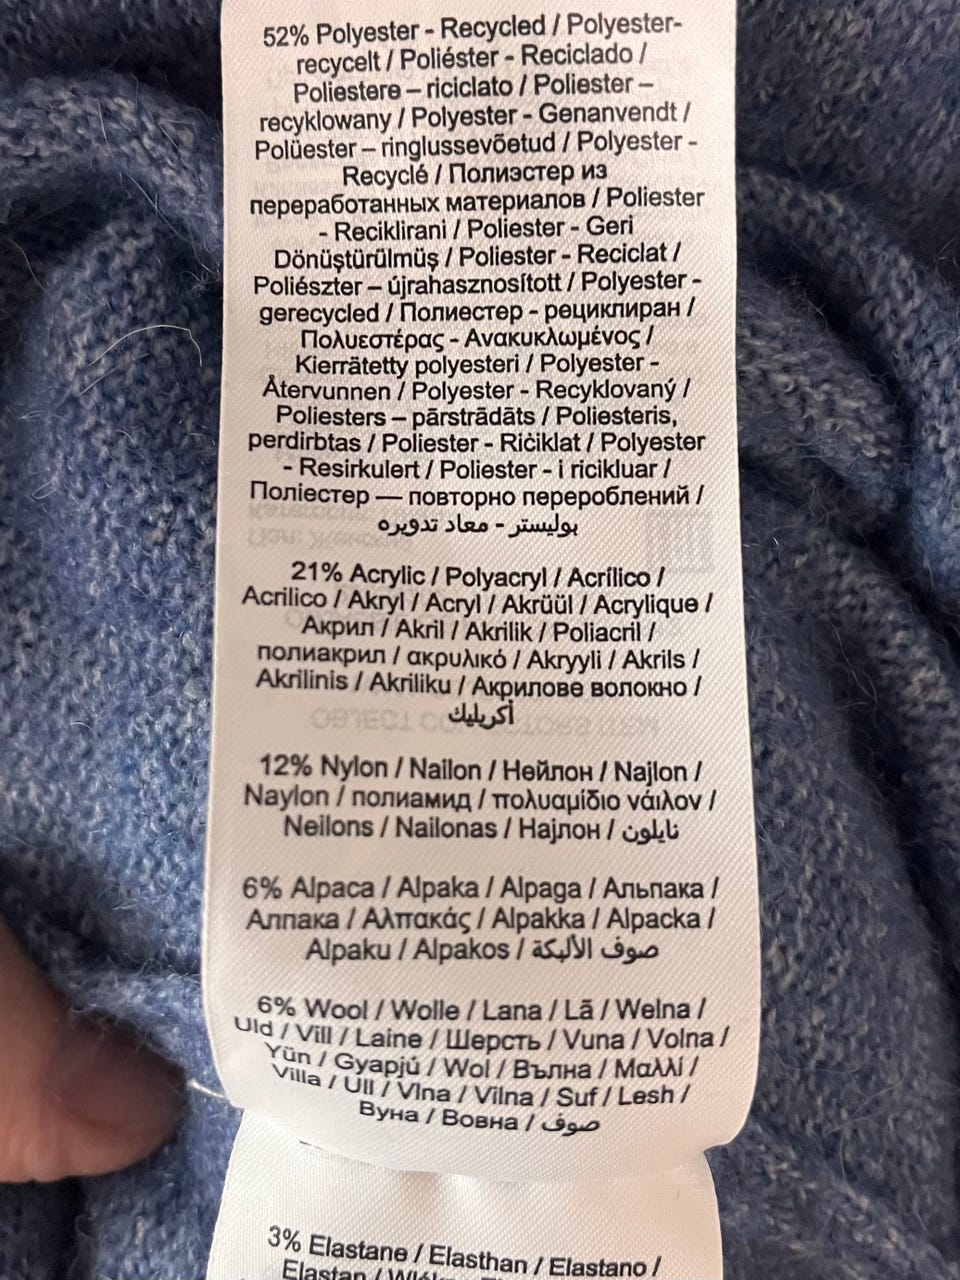 52% Polyester - Recycled / Polyester-
recycelt / Poliéster - Reciclado /
Poliestere – riciclato / Poliester –
recyklowany / Polyester - Genanvendt /
Polüester – ringlussevõetud / Polyester -
Recyclé / Полиэстер из
переработанных материалов / Poliester
- Reciklirani / Poliester - Geri
Dönüştürülmüş / Poliester - Reciclat /
Poliészter – újrahasznosított / Polyester -
gerecycled / Полиестер - рециклиран /
Πολυεστέρας - Ανακυκλωμένος /
Kierrätetty polyesteri / Polyester -
Återvunnen / Polyester - Recyklovaný /
Poliesters – pārstrādāts / Poliesteris,
perdirbtas / Poliester - Ričiklat / Polyester
- Resirkulert / Poliester - i ricikluar /
Поліестер — повторно перероблений /
بوليستر - معاد تدويره
21% Acrylic / Polyacryl / Acrílico /
Acrilico / Akryl / Acryl / Akrüül / Acrylique /
Акрил / Akril / Akrilik / Poliacril /
полиакрил / ακρυλικό / Akryyli / Akrils /
Akrilinis / Akriliku / Акрилове волокно /
أكريليك
12% Nylon / Nailon / Нейлон / Najlon /
Naylon / полиамид / πολυαμίδιο νάιλον /
Neilons / Nailonas / Најлон / نايلون
6% Alpaca / Alpaka / Alpaga / Альпака /
Алпака / Αλπακάς / Alpakka / Alpacka /
Alpaku / Alpakos / صوف الألبكة
6% Wool / Wolle / Lana / Lã / Wełna /
Uld / Vill / Laine / Шерсть / Vuna / Volna /
Yün / Gyapjú / Wol / Вълна / Μαλλί /
Villa / Ull / Vlna / Vilna / Suf / Lesh /
Вуна / Вовна / صوف
3% Elastane / Elasthan / Elastano /
Elastan /